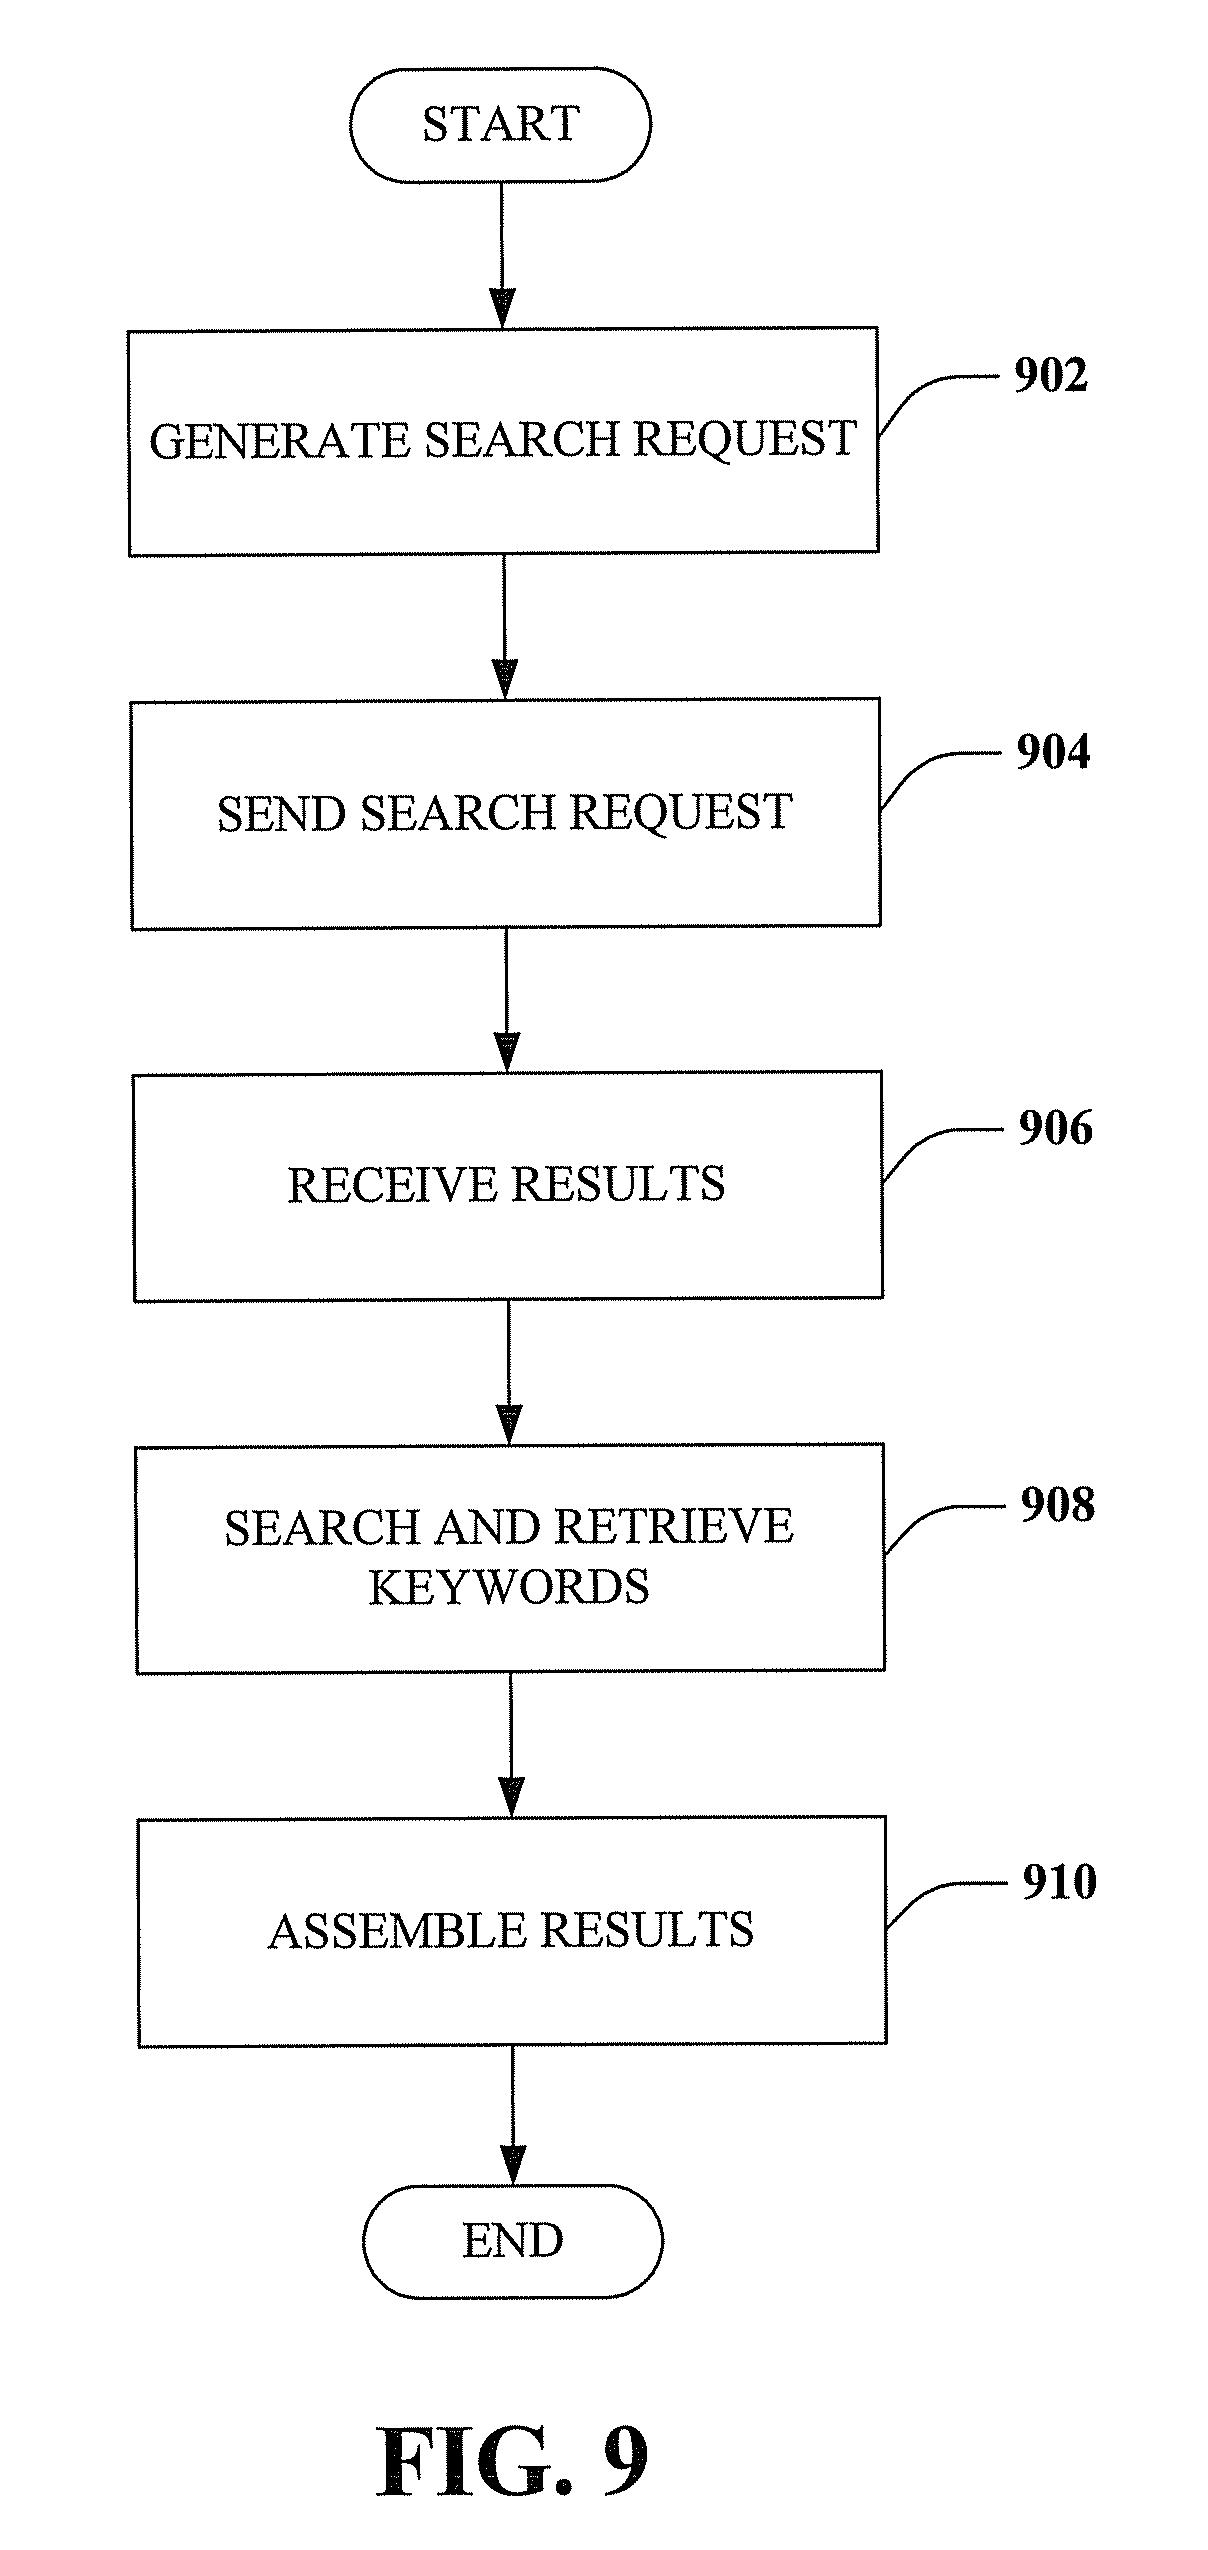 START
GENERATE SEARCH REQUEST
902
SEND SEARCH REQUEST
904
RECEIVE RESULTS
906
SEARCH AND RETRIEVE
KEYWORDS
908
ASSEMBLE RESULTS
910
END
FIG. 9